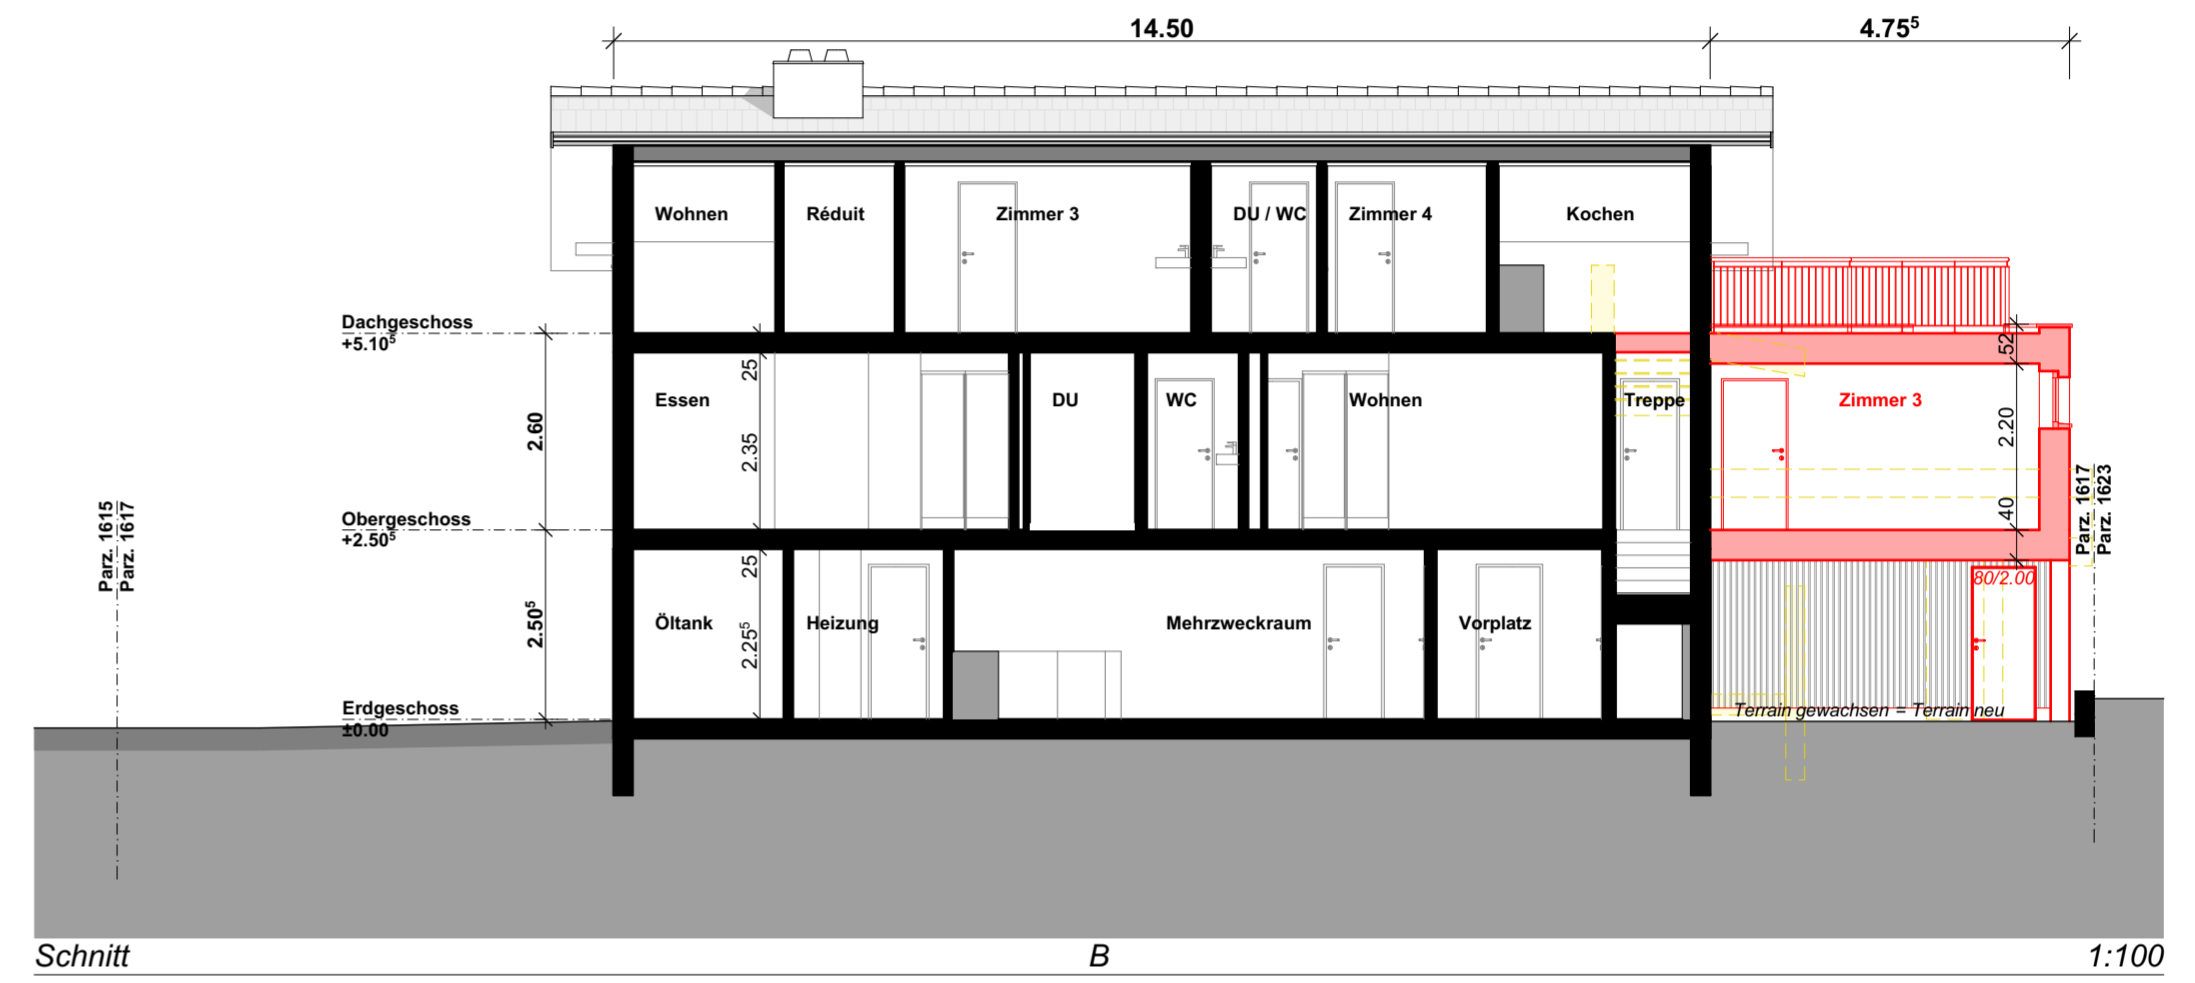 14.50
4.75⁵
Wohnen
Réduit
Zimmer 3
DU / WC
Zimmer 4
Kochen
Dachgeschoss
+5.10⁵
52
25
2.60
Essen
2.35
DU
WC
Wohnen
Treppe
Zimmer 3
2.20
40
Parz. 1615
Parz. 1617
Parz. 1617
Parz. 1623
Obergeschoss
+2.50⁵
25
80/2.00
2.50⁵
Öltank
2.25⁵
Heizung
Mehrzweckraum
Vorplatz
Erdgeschoss
±0.00
Terrain gewachsen = Terrain neu
Schnitt
B
1:100